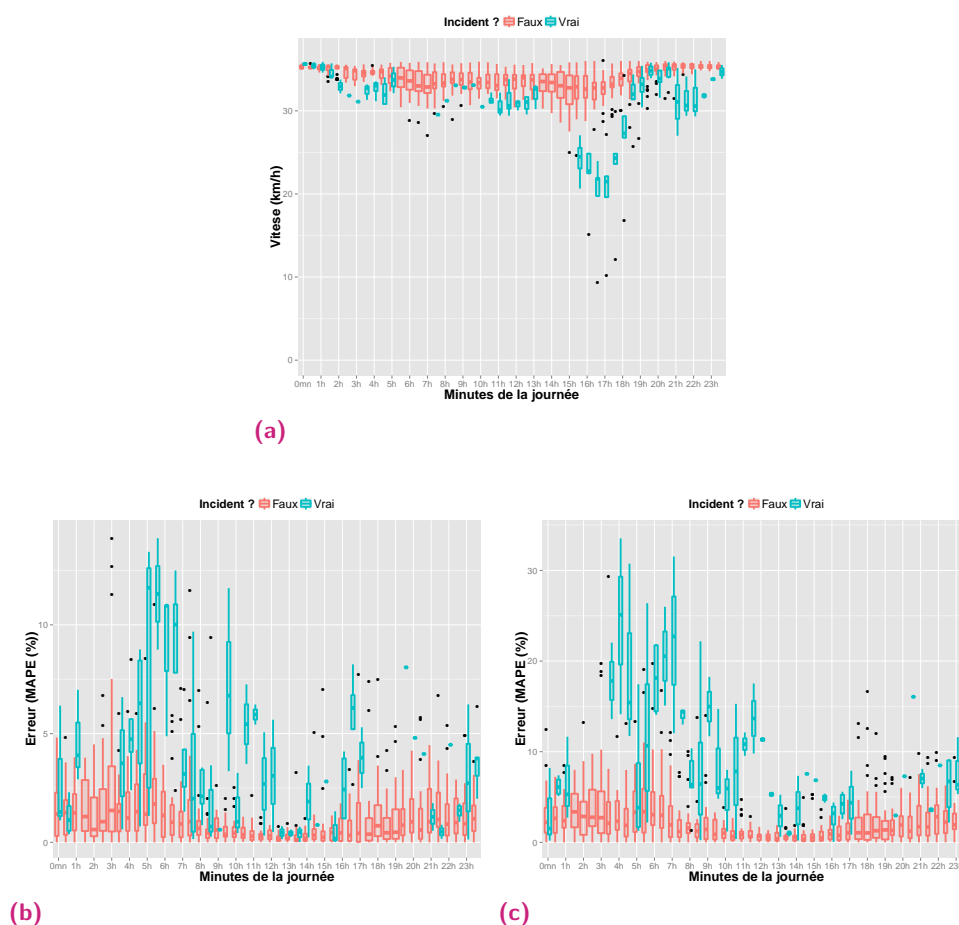 Incident ? Faux Vrai
Vitese (km/h)
30
20
10
0
0mn 1h 2h 3h 4h 5h 6h 7h 8h 9h 10h 11h 12h 13h 14h 15h 16h 17h 18h 19h 20h 21h 22h 23h
Minutes de la journée
(a)
Incident ? Faux Vrai
Erreur (MAPE (%))
10
5
0
0mn 1h 2h 3h 4h 5h 6h 7h 8h 9h 10h 11h 12h 13h 14h 15h 16h 17h 18h 19h 20h 21h 22h 23h
Minutes de la journée
(b)
Incident ? Faux Vrai
Erreur (MAPE (%))
30
20
10
0
0mn 1h 2h 3h 4h 5h 6h 7h 8h 9h 10h 11h 12h 13h 14h 15h 16h 17h 18h 19h 20h 21h 22h 23h
Minutes de la journée
(c)